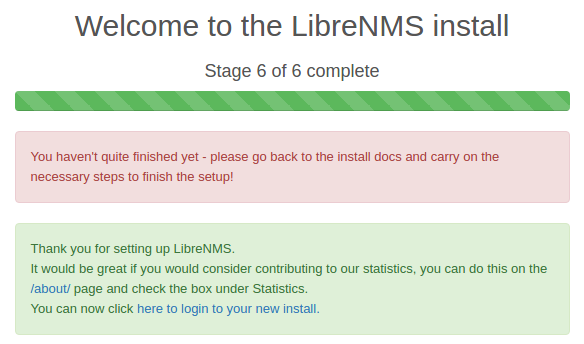 Welcome to the LibreNMS install
Stage 6 of 6 complete
You haven't quite finished yet - please go back to the install docs and carry on the
necessary steps to finish the setup!
Thank you for setting up LibreNMS.
It would be great if you would consider contributing to our statistics, you can do this on the
/about/ page and check the box under Statistics.
You can now click here to login to your new install.